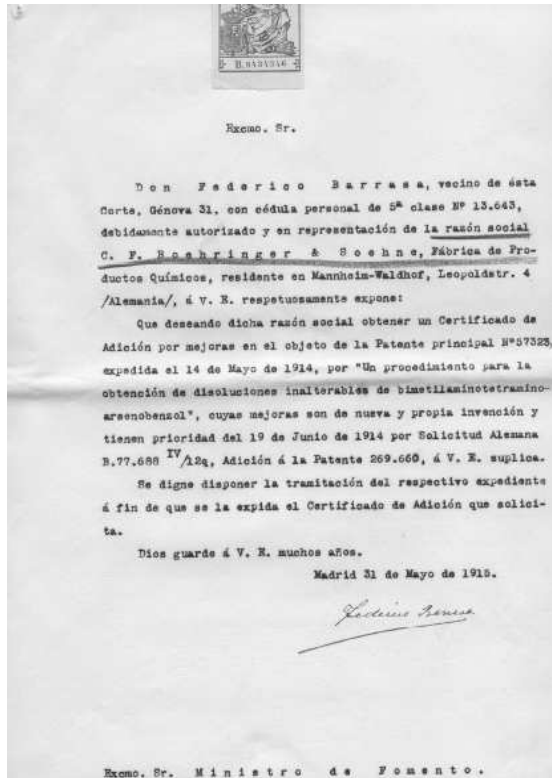 B.
Excmo. Sr.
Don Federico Barrasa, vecino de ésta
Corte, Génova 31, con cédula personal de 5ª clase Nº 13.643,
debidamente autorizado y en representación de la razón social
C. F. Boehringer & Soehne, Fábrica de Pro-
ductos Químicos, residente en Mannheim-Waldhof, Leopoldstr. 4
/Alemania/, á V. E. respetuosamente expone:
Que deseando dicha razón social obtener un Certificado de
Adición por mejoras en el objeto de la Patente principal Nº57323,
expedida el 14 de Mayo de 1914, por "Un procedimiento para la
obtención de disoluciones inalterables de bimetilaminotetramino-
arsenobenzol", cuyas mejoras son de nueva y propia invención y
tienen prioridad del 19 de Junio de 1914 por Solicitud Alemana
B.77.688 IV/12q, Adición á la Patente 269.660, á V. E. suplica.
Se digne disponer la tramitación del respectivo expediente
á fin de que se la expida el Certificado de Adición que solici-
ta.
Dios guarde á V. E. muchos años.
Madrid 31 de Mayo de 1915.
Federico Barrasa
Excmo. Sr. Ministro de Fomento.